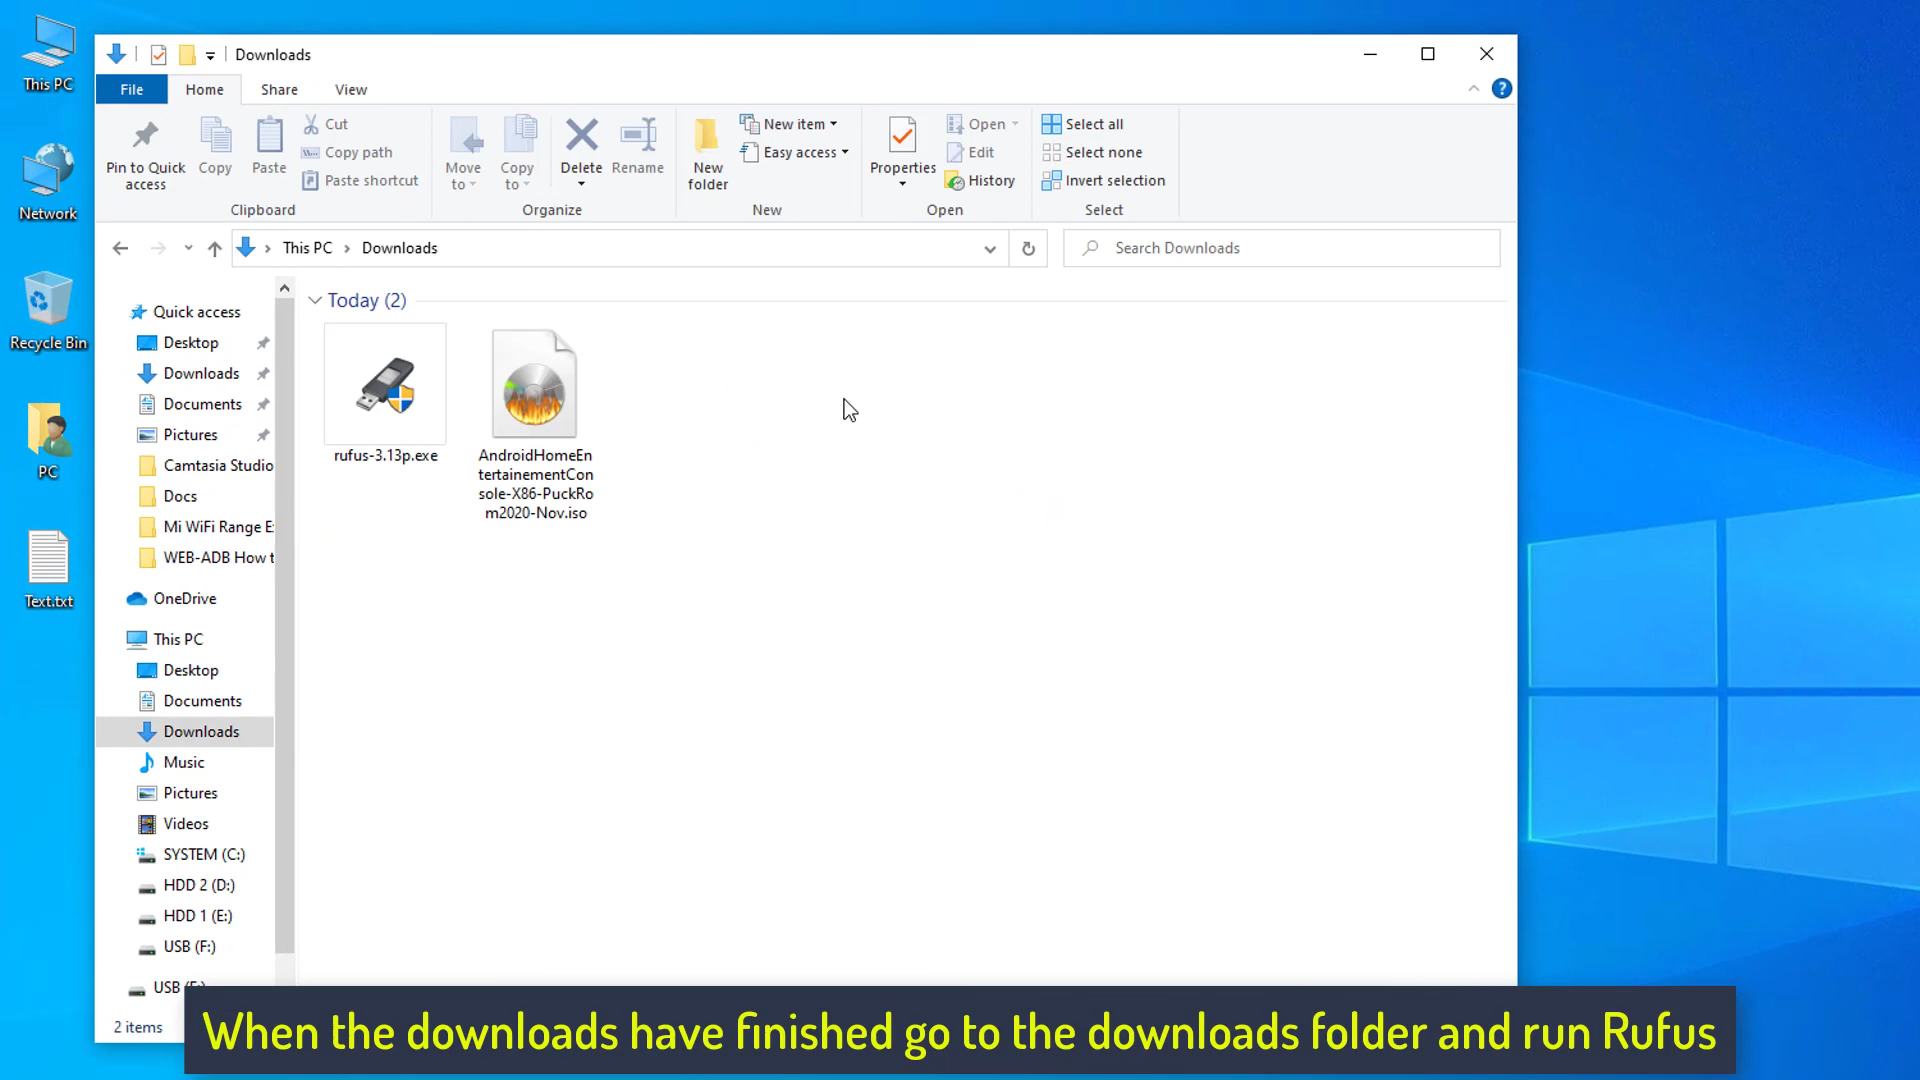 This PC
Network
Recycle Bin
PC
Text.txt
Downloads
File
Home
Share
View
Pin to Quick
access
Copy
Paste
Cut
Copy path
Paste shortcut
Clipboard
Move
to
Copy
to
Delete
Rename
Organize
New
folder
New item
Easy access
New
Properties
Open
Edit
History
Open
Select all
Select none
Invert selection
Select
This PC
Downloads
Search Downloads
Quick access
Desktop
Downloads
Documents
Pictures
Camtasia Studio
Docs
Mi WiFi Range E
WEB-ADB How t
OneDrive
This PC
Desktop
Documents
Downloads
Music
Pictures
Videos
SYSTEM (C:)
HDD 2 (D:)
HDD 1 (E:)
USB (F:)
USB (F:)
2 items
Today (2)
rufus-3.13p.exe
AndroidHomeEn
tertainementCon
sole-X86-PuckRo
m2020-Nov.iso
When the downloads have finished go to the downloads folder and run Rufus